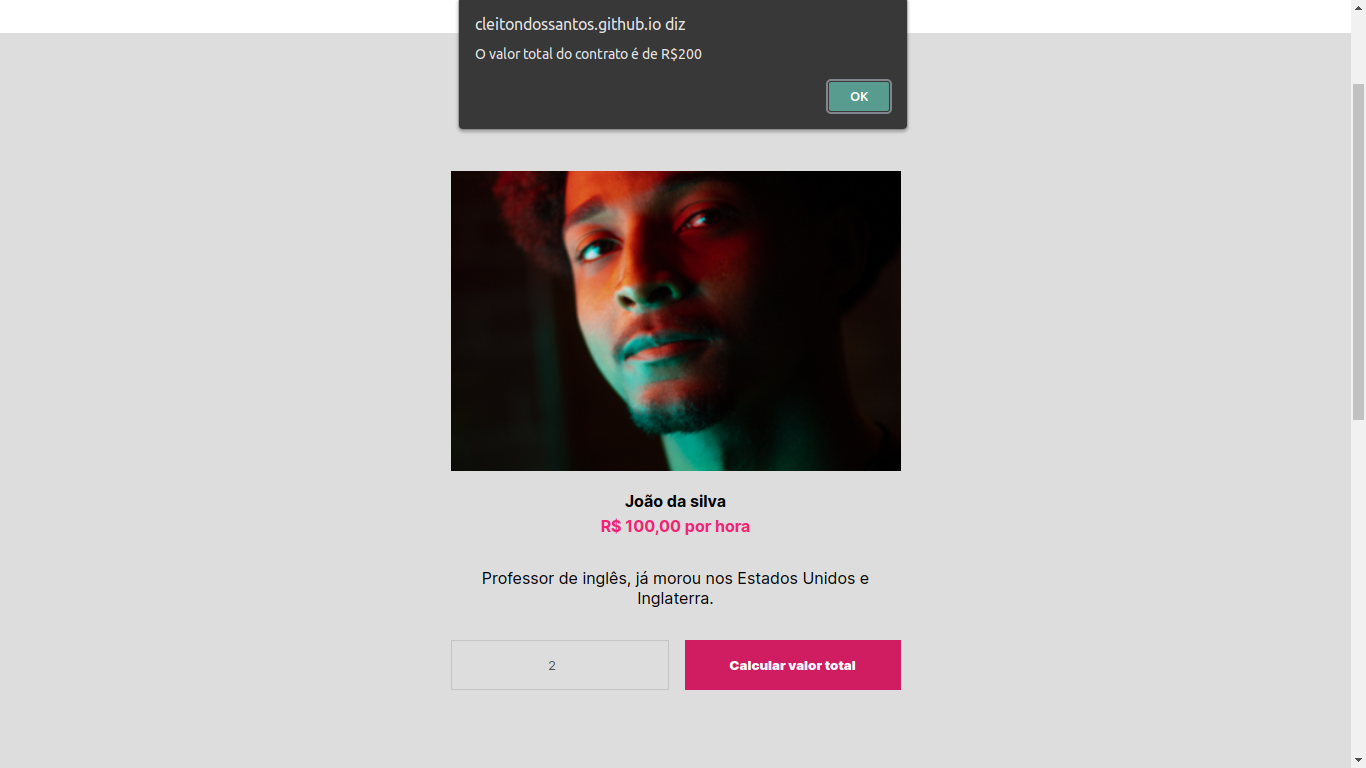 cleitondossantos.github.io diz
O valor total do contrato é de R$200
OK
João da silva
R$ 100,00 por hora
Professor de inglês, já morou nos Estados Unidos e
Inglaterra.
2
Calcular valor total